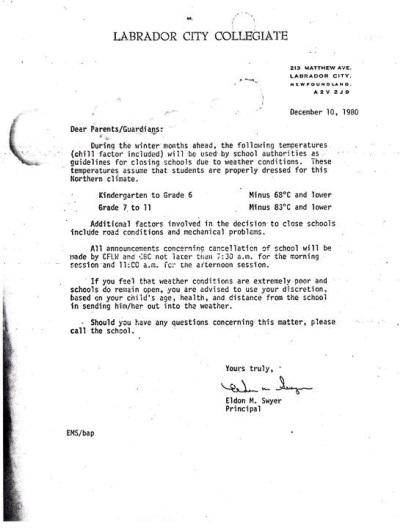 LABRADOR CITY COLLEGIATE
213 MATTHEW AVE.
LABRADOR CITY,
NEWFOUNDLAND.
A2V 2J9
December 10, 1980
Dear Parents/Guardians:
During the winter months ahead, the following temperatures
(chill factor included) will be used by school authorities as
guidelines for closing schools due to weather conditions. These
temperatures assume that students are properly dressed for this
Northern climate.
Kindergarten to Grade 6 Minus 68°C and lower
Grade 7 to 11 Minus 83°C and lower
Additional factors involved in the decision to close schools
include road conditions and mechanical problems.
All announcements concerning cancellation of school will be
made by CFLW and CBC not later than 7:30 a.m. for the morning
session and 11:00 a.m. for the afternoon session.
If you feel that weather conditions are extremely poor and
schools do remain open, you are advised to use your discretion,
based on your child's age, health, and distance from the school
in sending him/her out into the weather.
Should you have any questions concerning this matter, please
call the school.
Yours truly,
Eldon M. Swyer
Eldon M. Swyer
Principal
EMS/bap